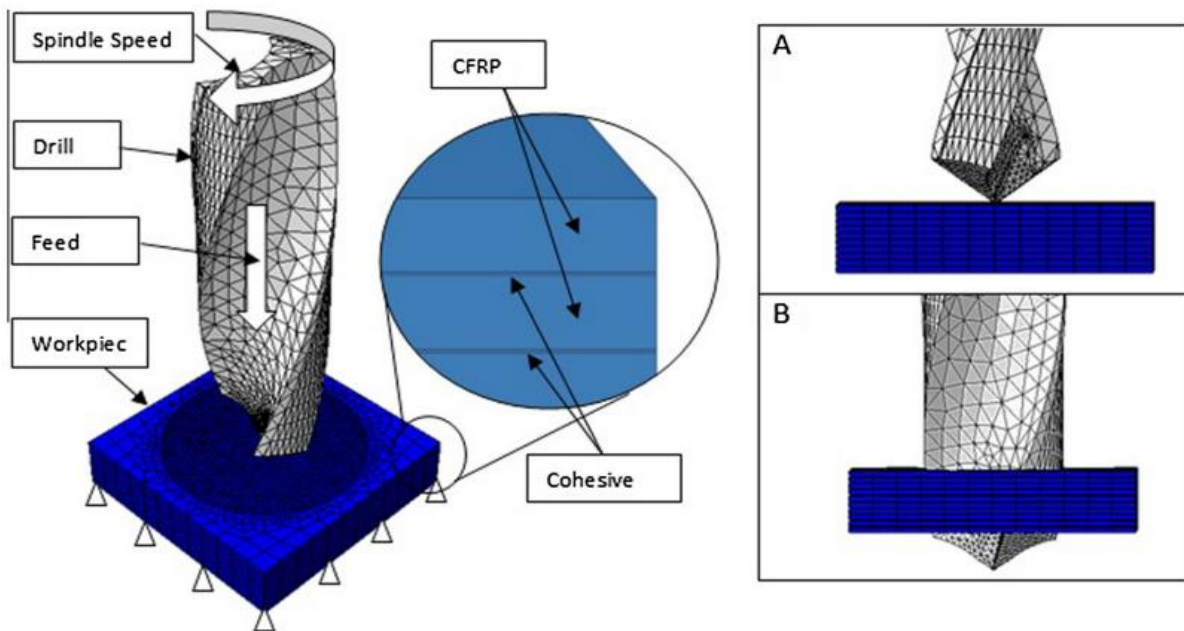 Spindle Speed
Drill
Feed
Workpiec
CFRP
Cohesive
A
B